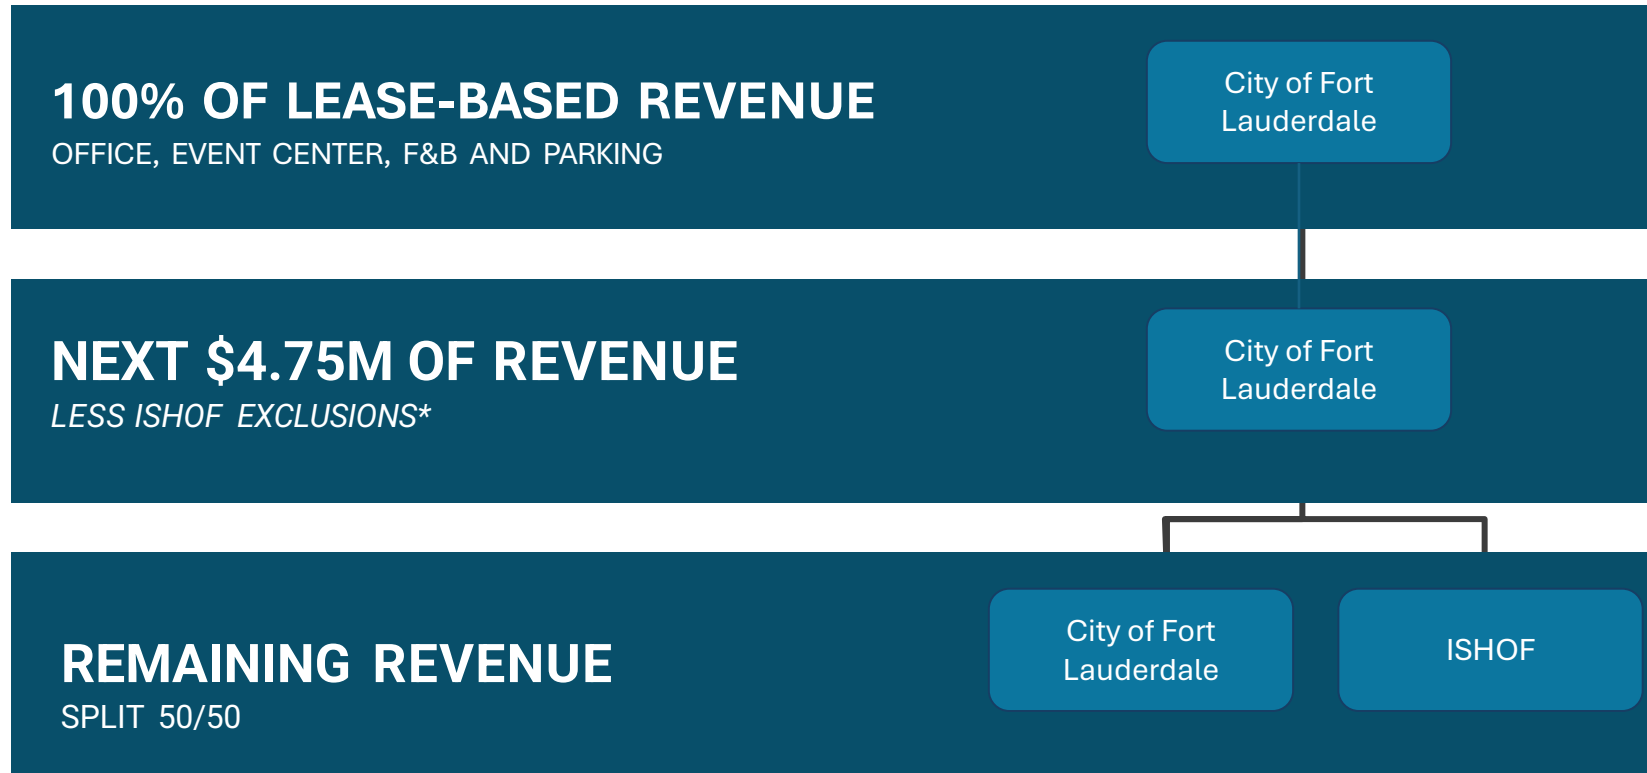 100% OF LEASE-BASED REVENUE
OFFICE, EVENT CENTER, F&B AND PARKING
City of Fort
Lauderdale
NEXT $4.75M OF REVENUE
LESS ISHOF EXCLUSIONS*
City of Fort
Lauderdale
REMAINING REVENUE
SPLIT 50/50
City of Fort
Lauderdale
ISHOF